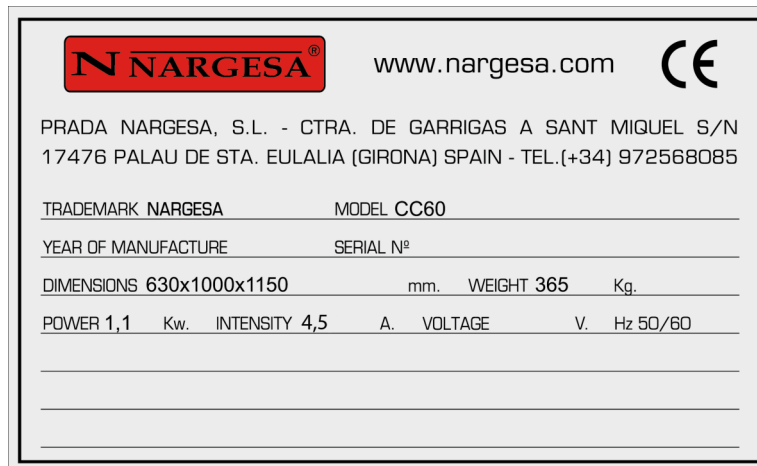 N NARGESA® www.nargesa.com CE
PRADA NARGESA, S.L. - CTRA. DE GARRIGAS A SANT MIQUEL S/N
17476 PALAU DE STA. EULALIA (GIRONA) SPAIN - TEL.(+34) 972568085
TRADEMARK NARGESA MODEL CC60
YEAR OF MANUFACTURE SERIAL Nº
DIMENSIONS 630x1000x1150 mm. WEIGHT 365 Kg.
POWER 1,1 Kw. INTENSITY 4,5 A. VOLTAGE V. Hz 50/60